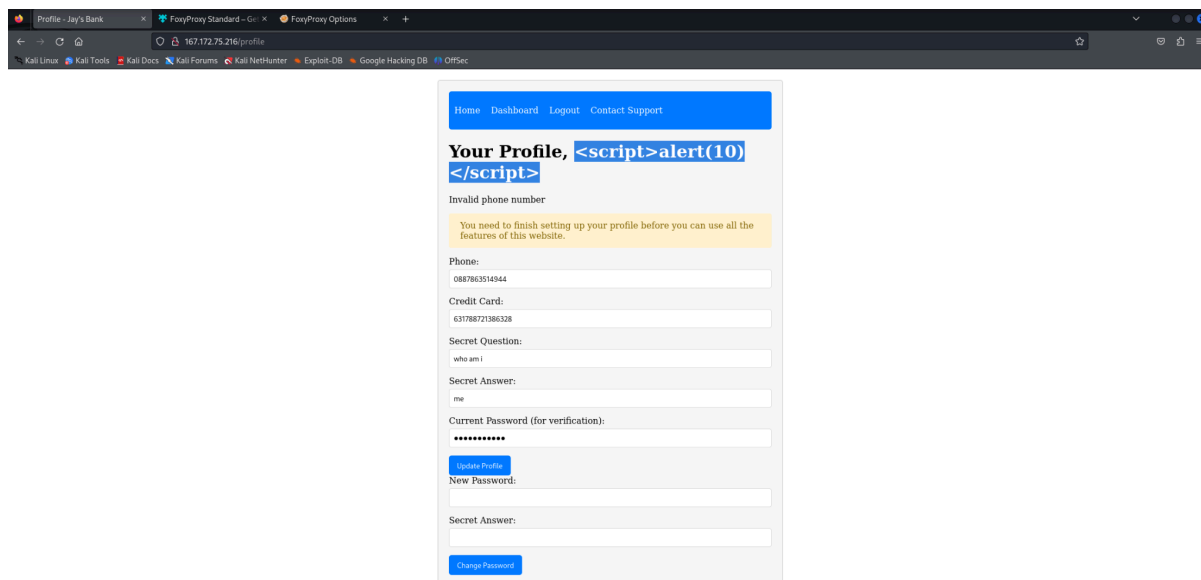 Profile - Jay's Bank
FoxyProxy Standard – Get
FoxyProxy Options
167.172.75.216/profile
Kali Linux Kali Tools Kali Docs Kali Forums Kali NetHunter Exploit-DB Google Hacking DB OffSec
Home Dashboard Logout Contact Support
Your Profile, <script>alert(10)
</script>
Invalid phone number
You need to finish setting up your profile before you can use all the
features of this website.
Phone:
0887863514944
Credit Card:
631788721386328
Secret Question:
who am i
Secret Answer:
me
Current Password (for verification):
Update Profile
New Password:
Secret Answer:
Change Password